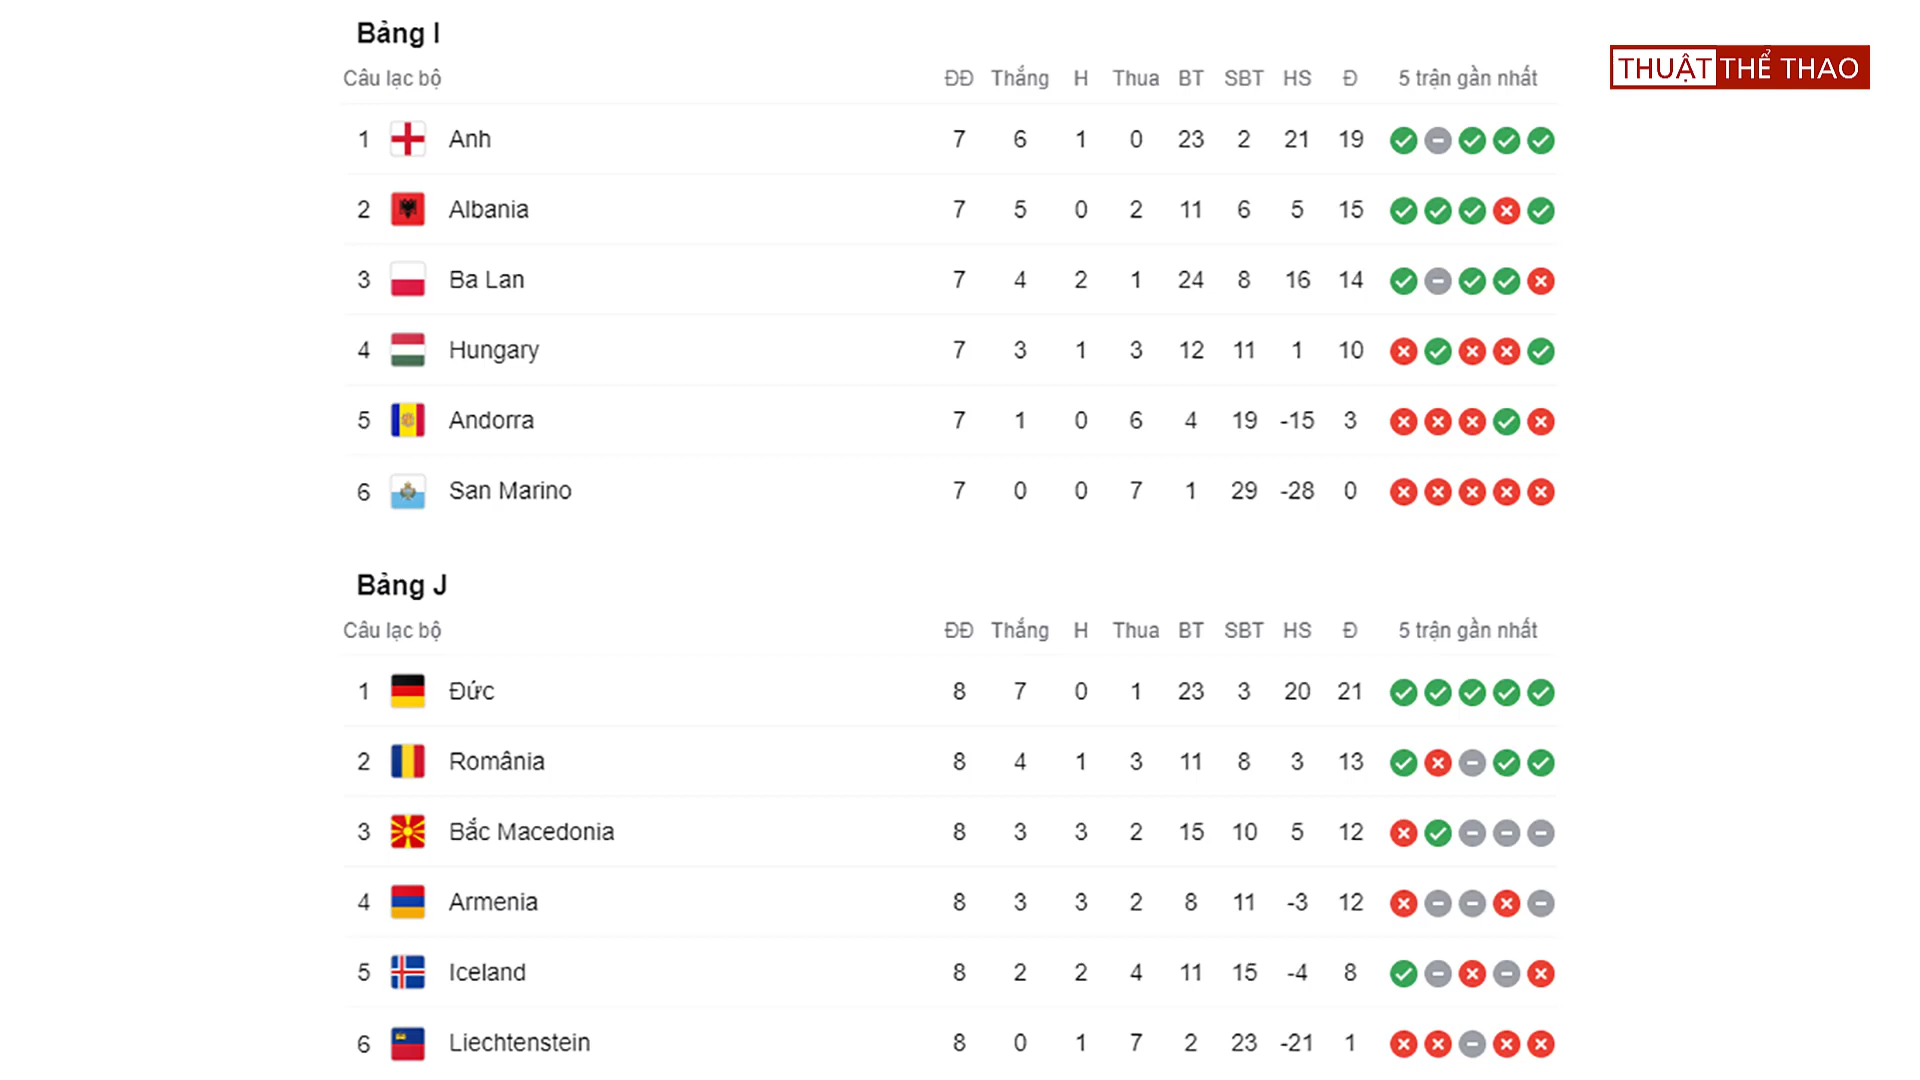 Bảng I
THUẬT THỂ THAO
Câu lạc bộ ĐĐ Thắng H Thua BT SBT HS Đ 5 trận gần nhất
1 Anh 7 6 1 0 23 2 21 19
2 Albania 7 5 0 2 11 6 5 15
3 Ba Lan 7 4 2 1 24 8 16 14
4 Hungary 7 3 1 3 12 11 1 10
5 Andorra 7 1 0 6 4 19 -15 3
6 San Marino 7 0 0 7 1 29 -28 0
Bảng J
Câu lạc bộ ĐĐ Thắng H Thua BT SBT HS Đ 5 trận gần nhất
1 Đức 8 7 0 1 23 3 20 21
2 România 8 4 1 3 11 8 3 13
3 Bắc Macedonia 8 3 3 2 15 10 5 12
4 Armenia 8 3 3 2 8 11 -3 12
5 Iceland 8 2 2 4 11 15 -4 8
6 Liechtenstein 8 0 1 7 2 23 -21 1